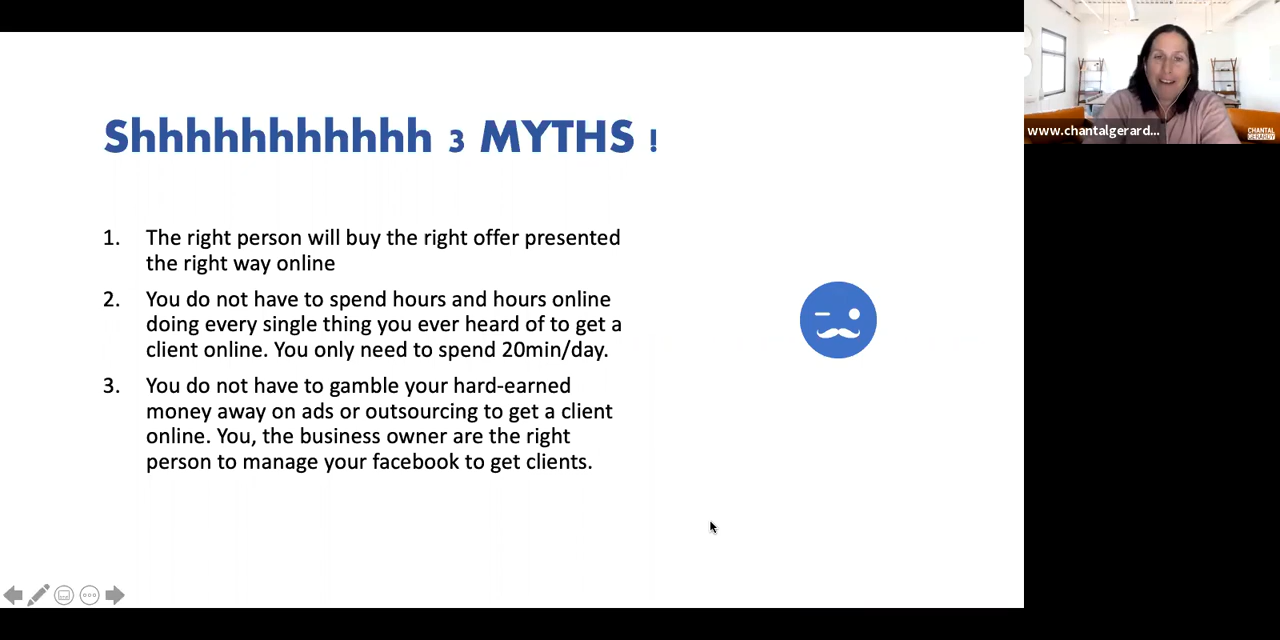 Shhhhhhhhhhhh 3 MYTHS !
1. The right person will buy the right offer presented
the right way online
2. You do not have to spend hours and hours online
doing every single thing you ever heard of to get a
client online. You only need to spend 20min/day.
3. You do not have to gamble your hard-earned
money away on ads or outsourcing to get a client
online. You, the business owner are the right
person to manage your facebook to get clients.
www.chantalgerard...
CHANTAL
GERARDY